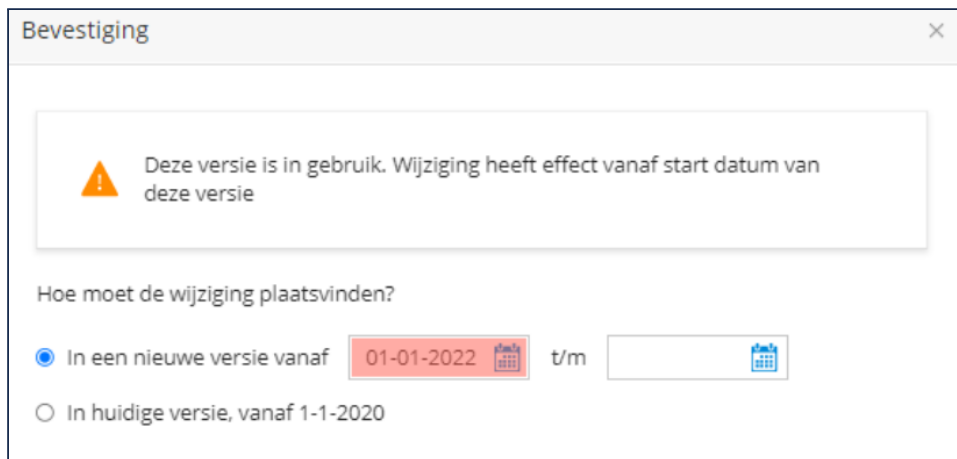 Bevestiging
Deze versie is in gebruik. Wijziging heeft effect vanaf start datum van
deze versie
Hoe moet de wijziging plaatsvinden?
In een nieuwe versie vanaf 01-01-2022 t/m
In huidige versie, vanaf 1-1-2020